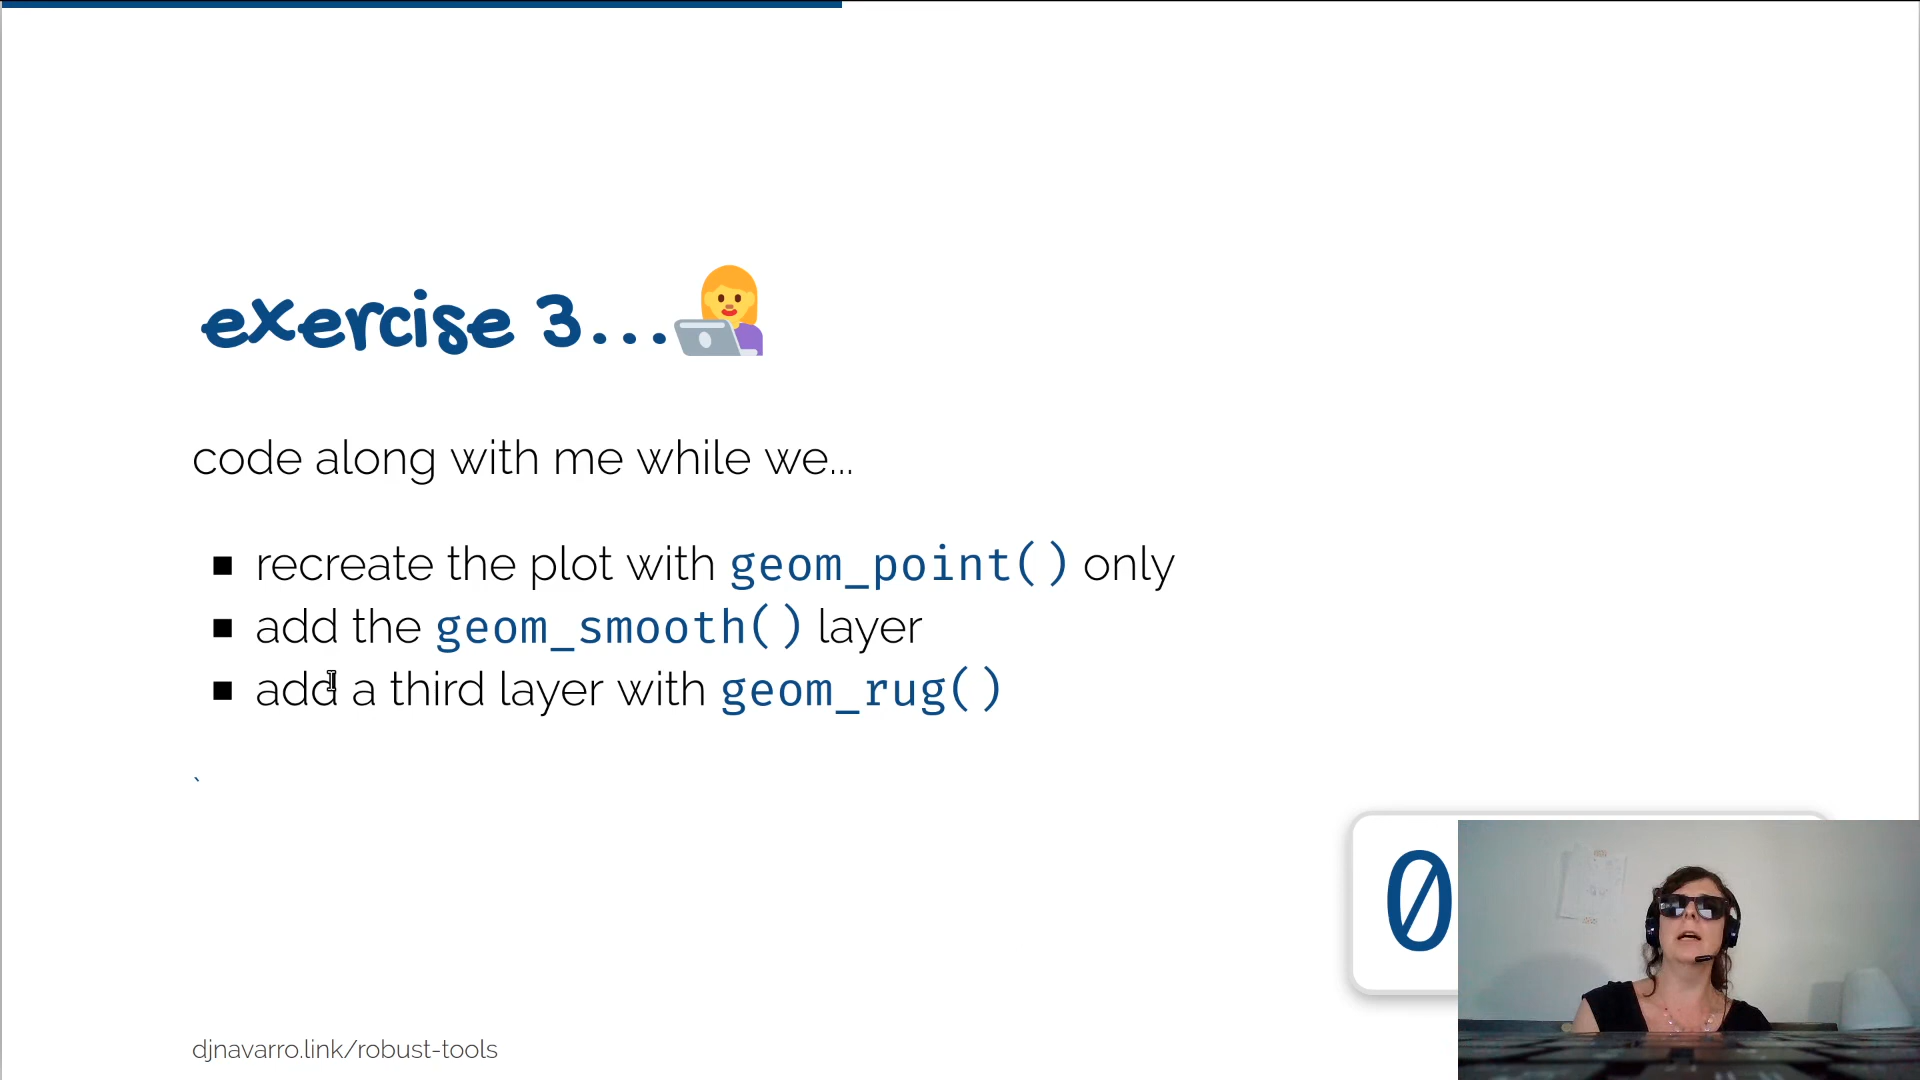 exercise 3...
code along with me while we...
▪ recreate the plot with geom_point() only
▪ add the geom_smooth() layer
▪ add a third layer with geom_rug()
`
0
djnavarro.link/robust-tools